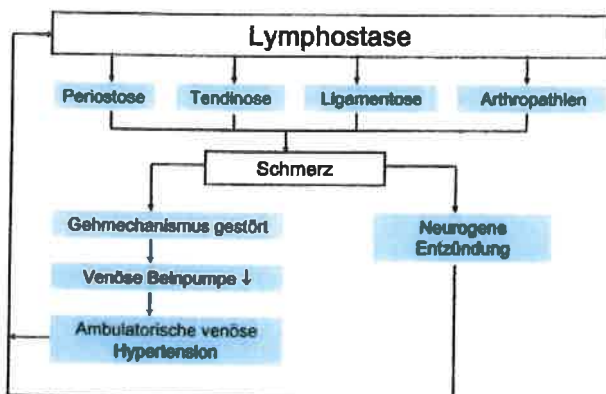 Lymphostase
Periostose Tendinose Ligamentose Arthropathien
Schmerz
Gehmechanismus gestört
Neurogene
Entzündung
Venöse Beinpumpe ↓
Ambulatorische venöse
Hypertension